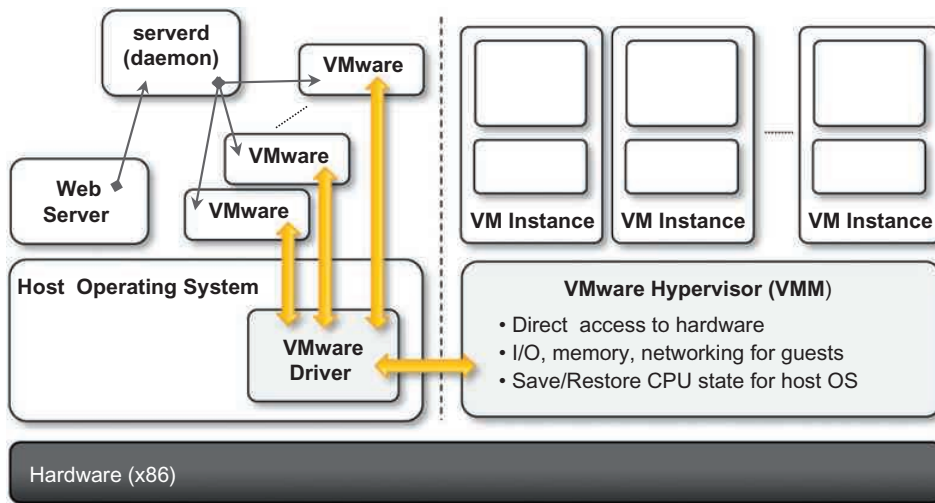 serverd
(daemon)
VMware
VMware
VMware
Web
Server
Host Operating System
VMware
Driver
VM Instance
VM Instance
VM Instance
VMware Hypervisor (VMM)
• Direct access to hardware
• I/O, memory, networking for guests
• Save/Restore CPU state for host OS
Hardware (x86)